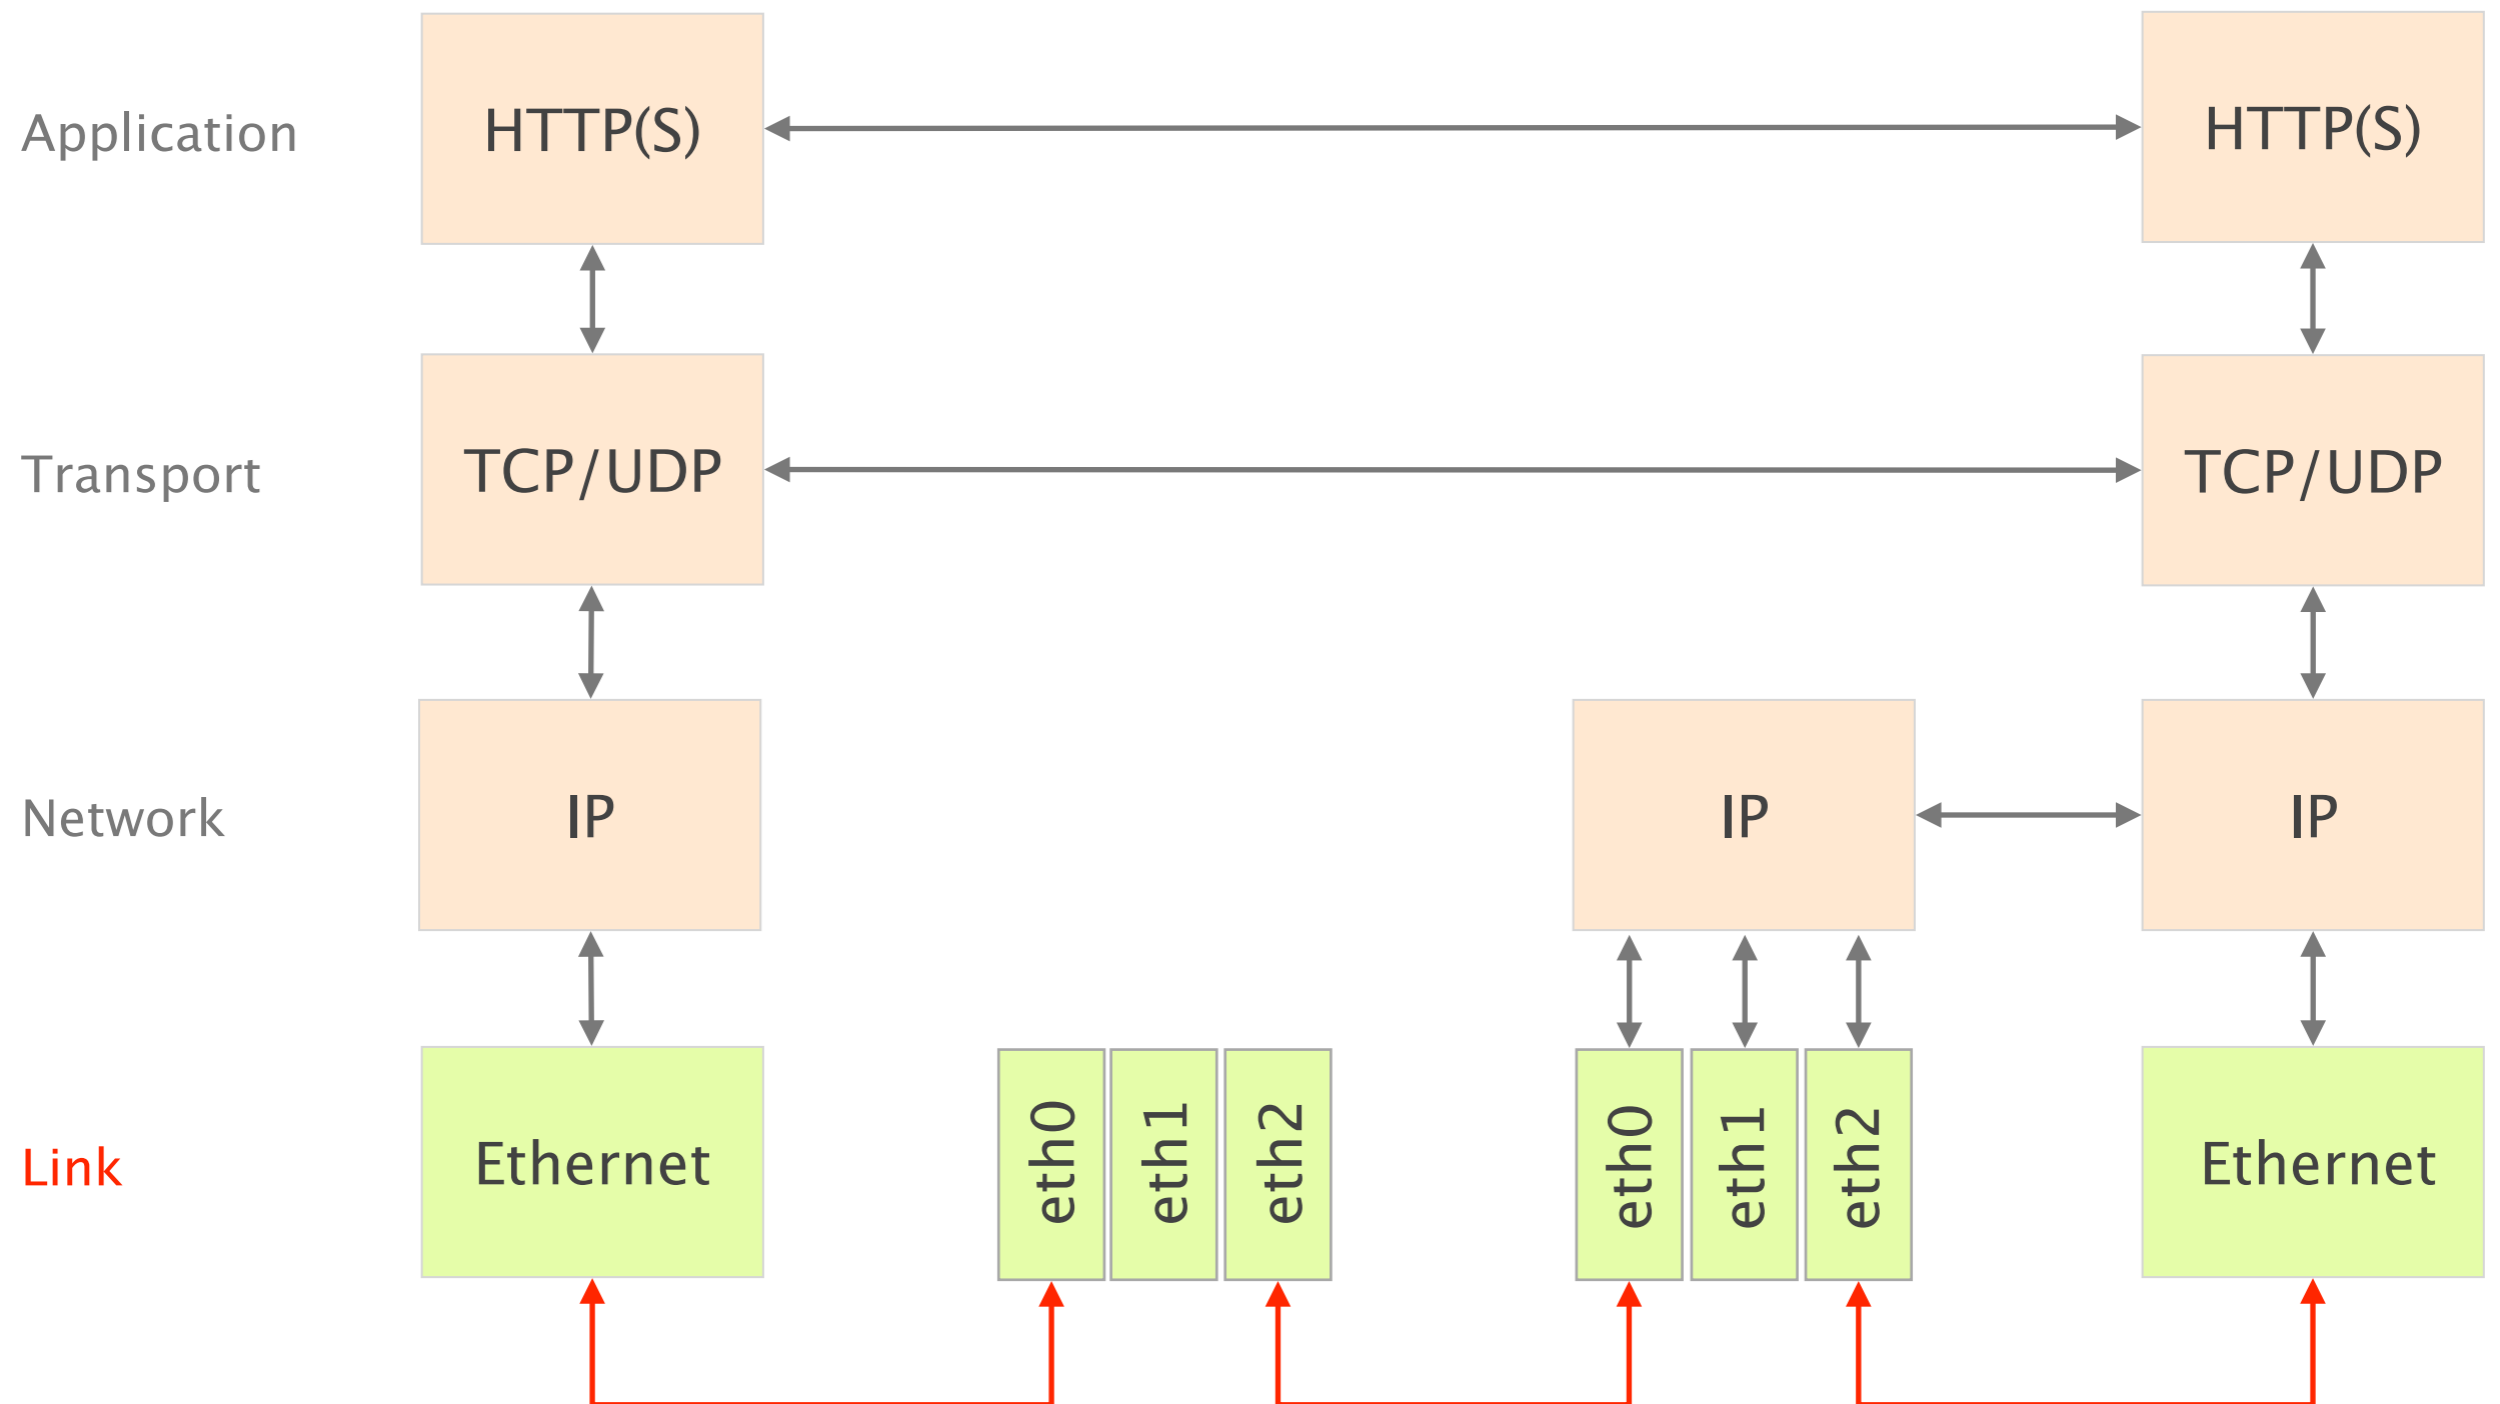 Application
HTTP(S)
HTTP(S)
Transport
TCP/UDP
TCP/UDP
Network
IP
IP
IP
Link
Ethernet
eth0
eth1
eth2
eth0
eth1
eth2
Ethernet